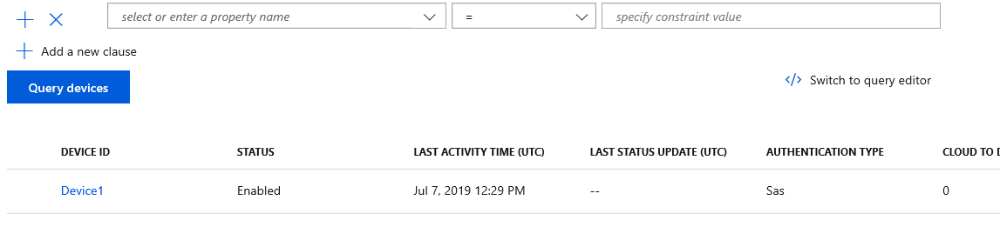 select or enter a property name = specify constraint value
Add a new clause
Query devices
</> Switch to query editor
DEVICE ID STATUS LAST ACTIVITY TIME (UTC) LAST STATUS UPDATE (UTC) AUTHENTICATION TYPE CLOUD TO D
Device1 Enabled Jul 7, 2019 12:29 PM -- Sas 0